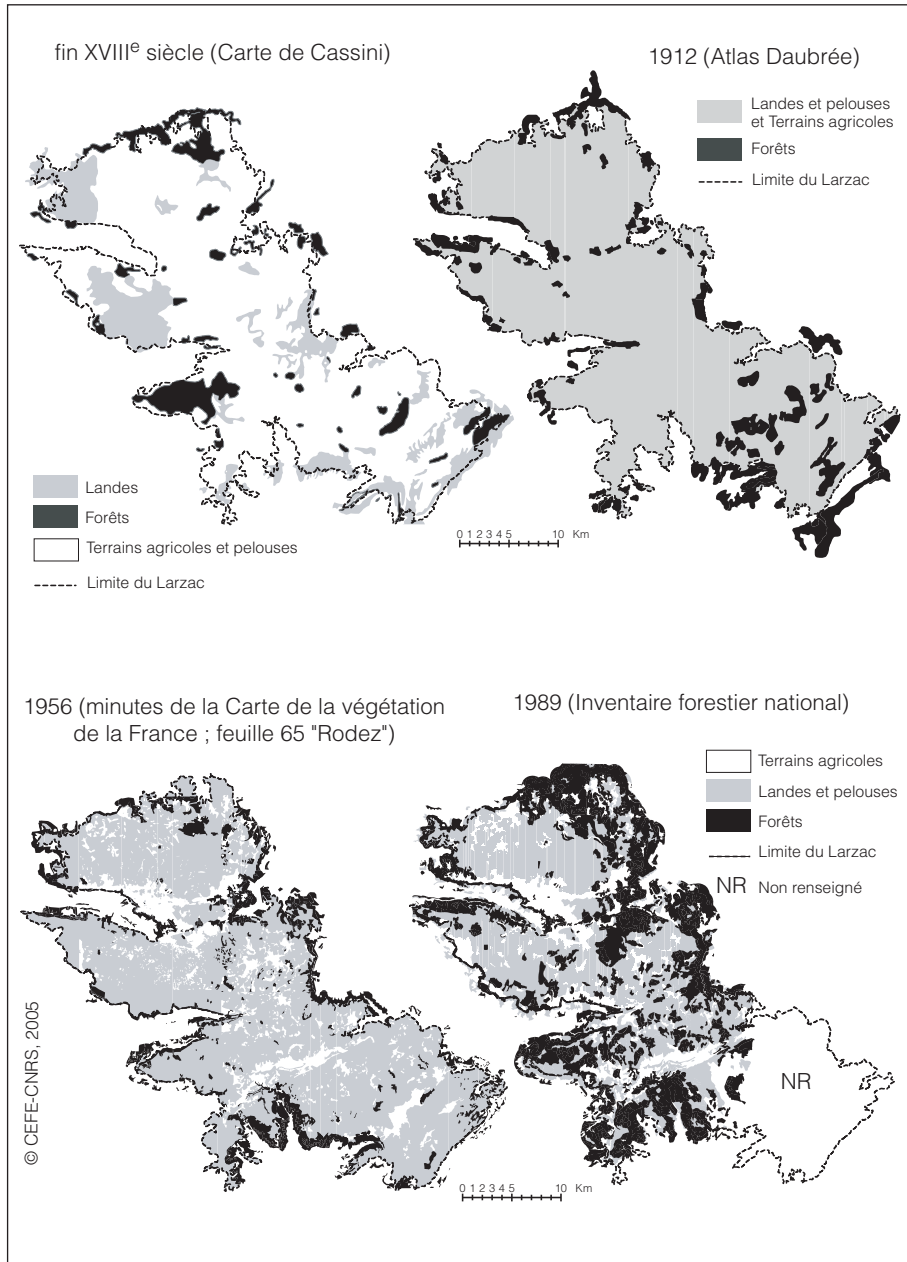 fin XVIIIe siècle (Carte de Cassini)
Landes
Forêts
Terrains agricoles et pelouses
Limite du Larzac
1912 (Atlas Daubrée)
Landes et pelouses
et Terrains agricoles
Forêts
Limite du Larzac
0 1 2 3 4 5 10 Km
1956 (minutes de la Carte de la végétation
de la France ; feuille 65 "Rodez")
1989 (Inventaire forestier national)
Terrains agricoles
Landes et pelouses
Forêts
Limite du Larzac
NR Non renseigné
NR
0 1 2 3 4 5 10 Km
© CEFE-CNRS, 2005